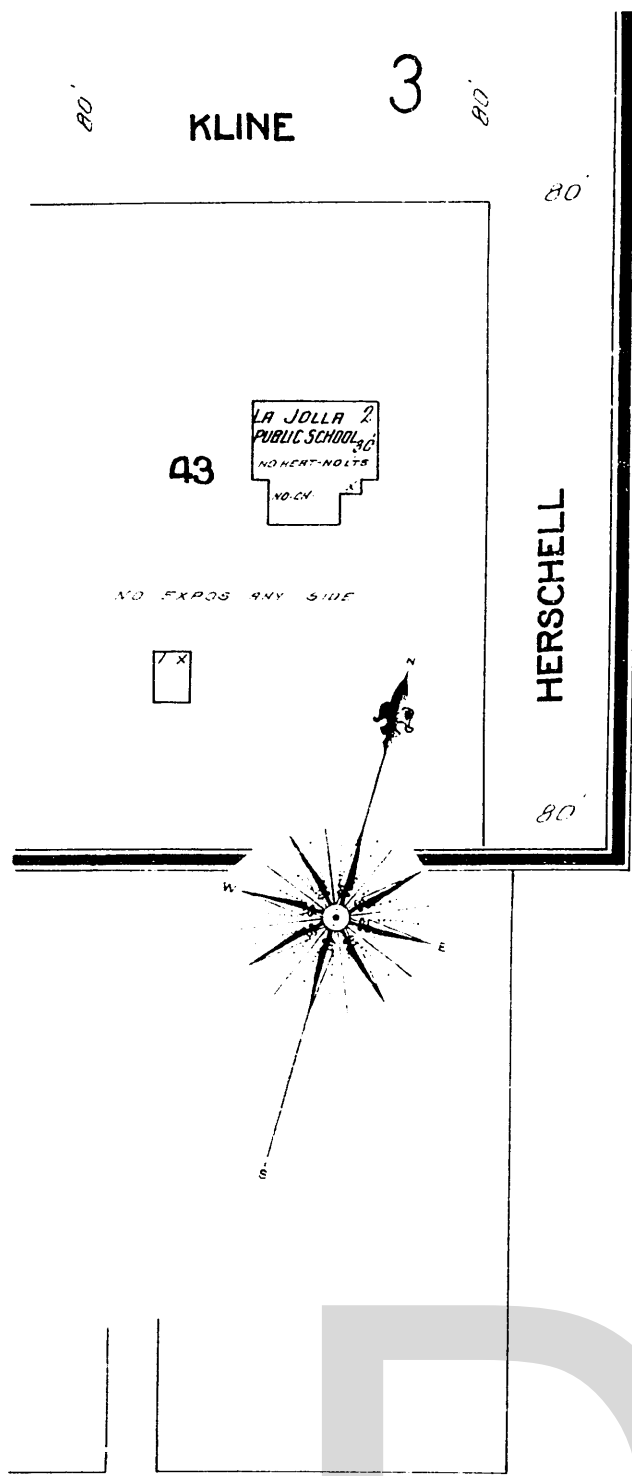 3
80'
80'
KLINE
80'
LA JOLLA 2
PUBLIC SCHOOL
30'
NO HEAT-NO LTS
43
NO CH.
X
HERSCHELL
NO EXPOS ANY SIDE
1 X
N
80'
W
E
S